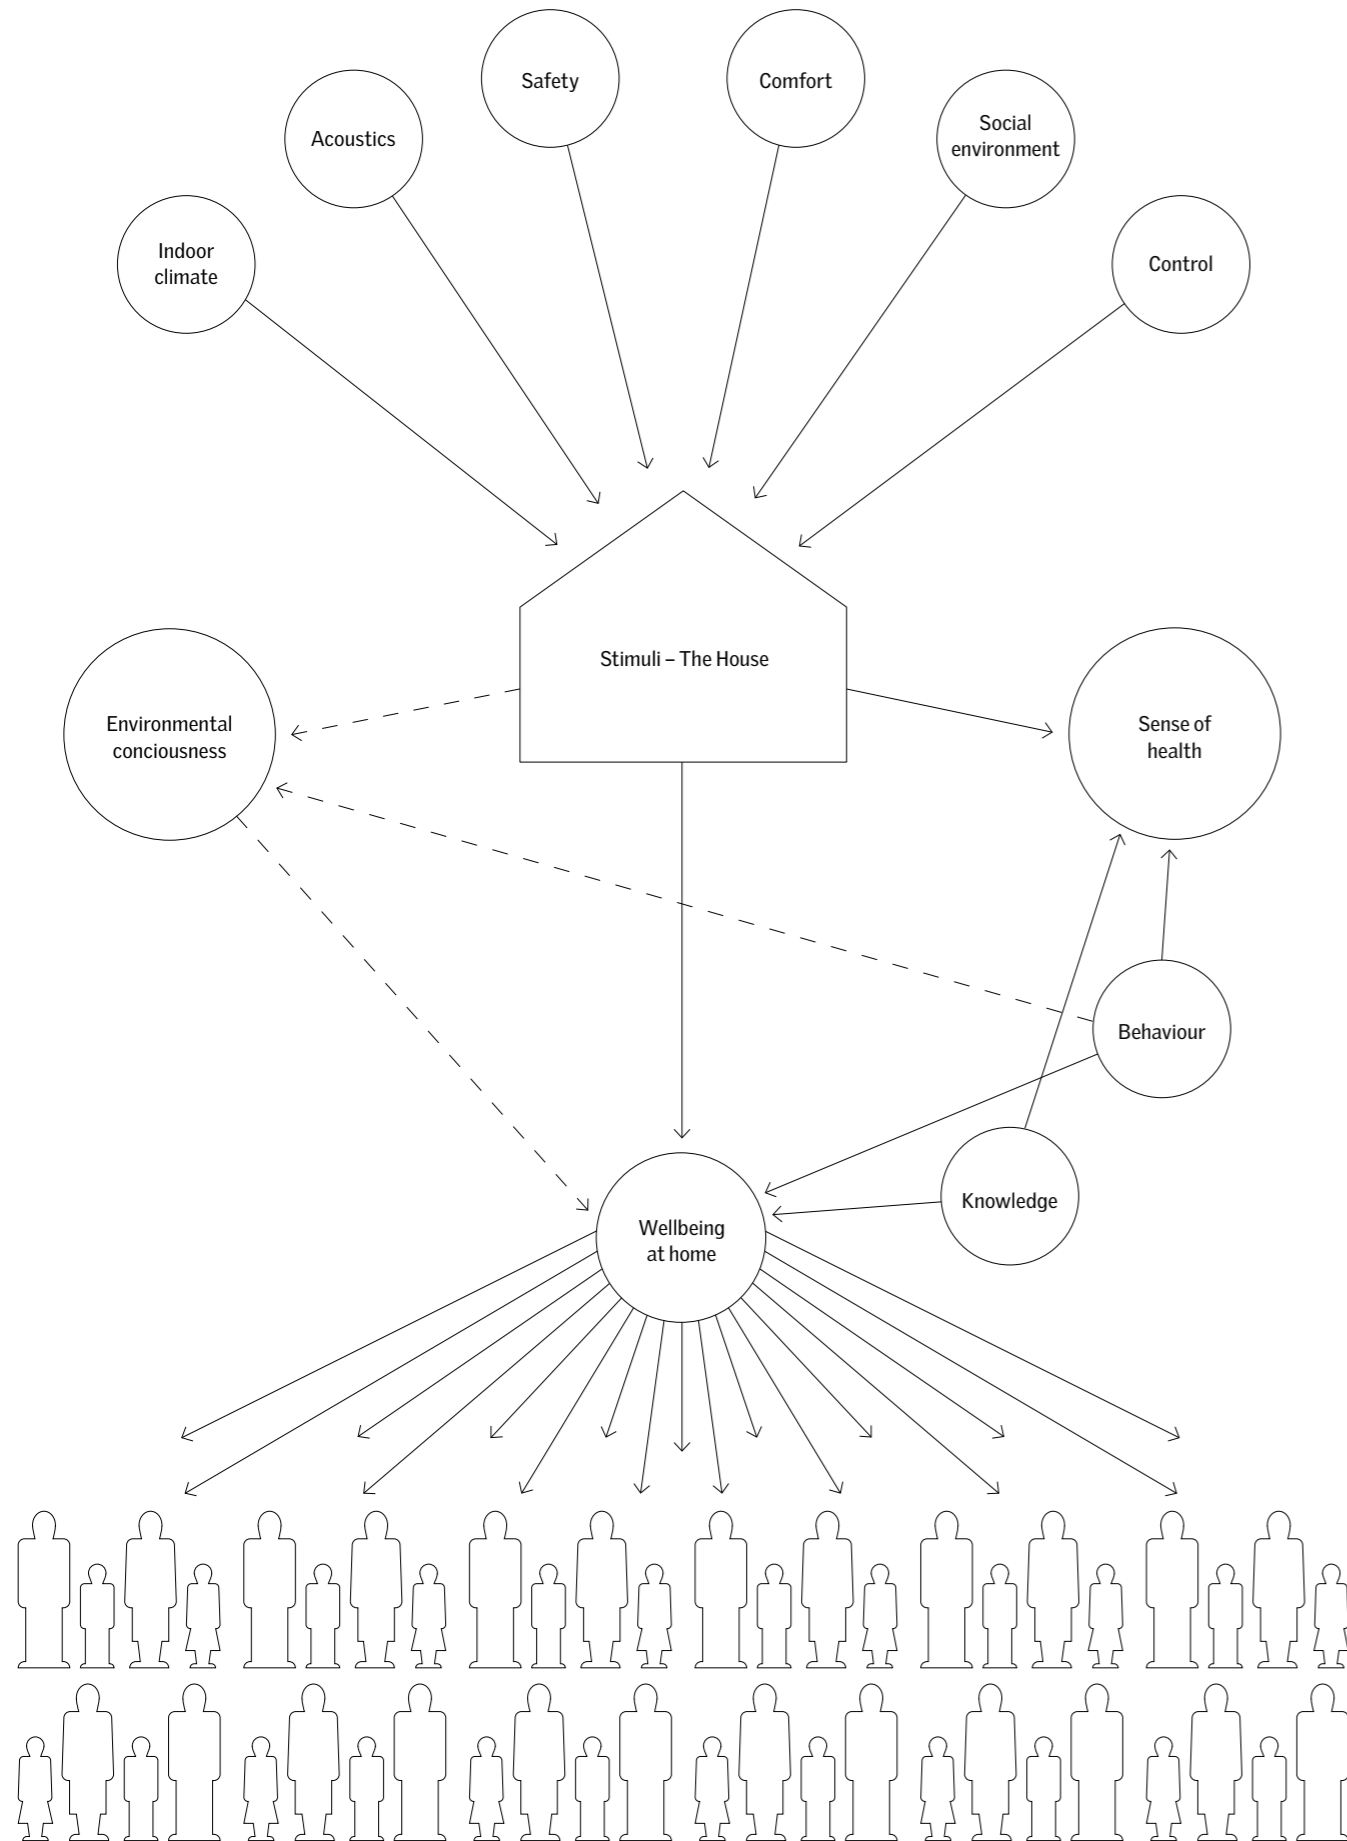 Safety
Comfort
Acoustics
Social
environment
Indoor
climate
Control
Stimuli – The House
Environmental
conciousness
Sense of
health
Behaviour
Knowledge
Wellbeing
at home